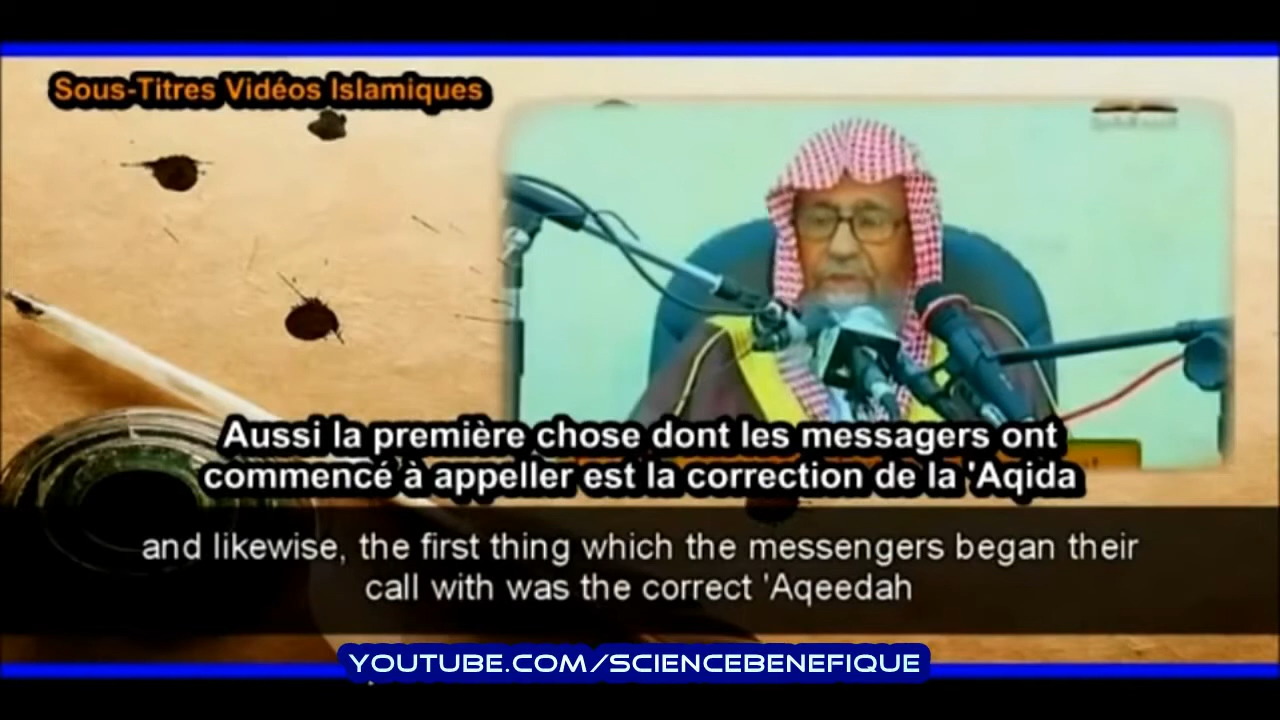 Sous-Titres Vidéos Islamiques
Aussi la première chose dont les messagers ont
commencé à appeller est la correction de la 'Aqida
and likewise, the first thing which the messengers began their
call with was the correct 'Aqeedah
YOUTUBE.COM/SCIENCEBENEFIQUE